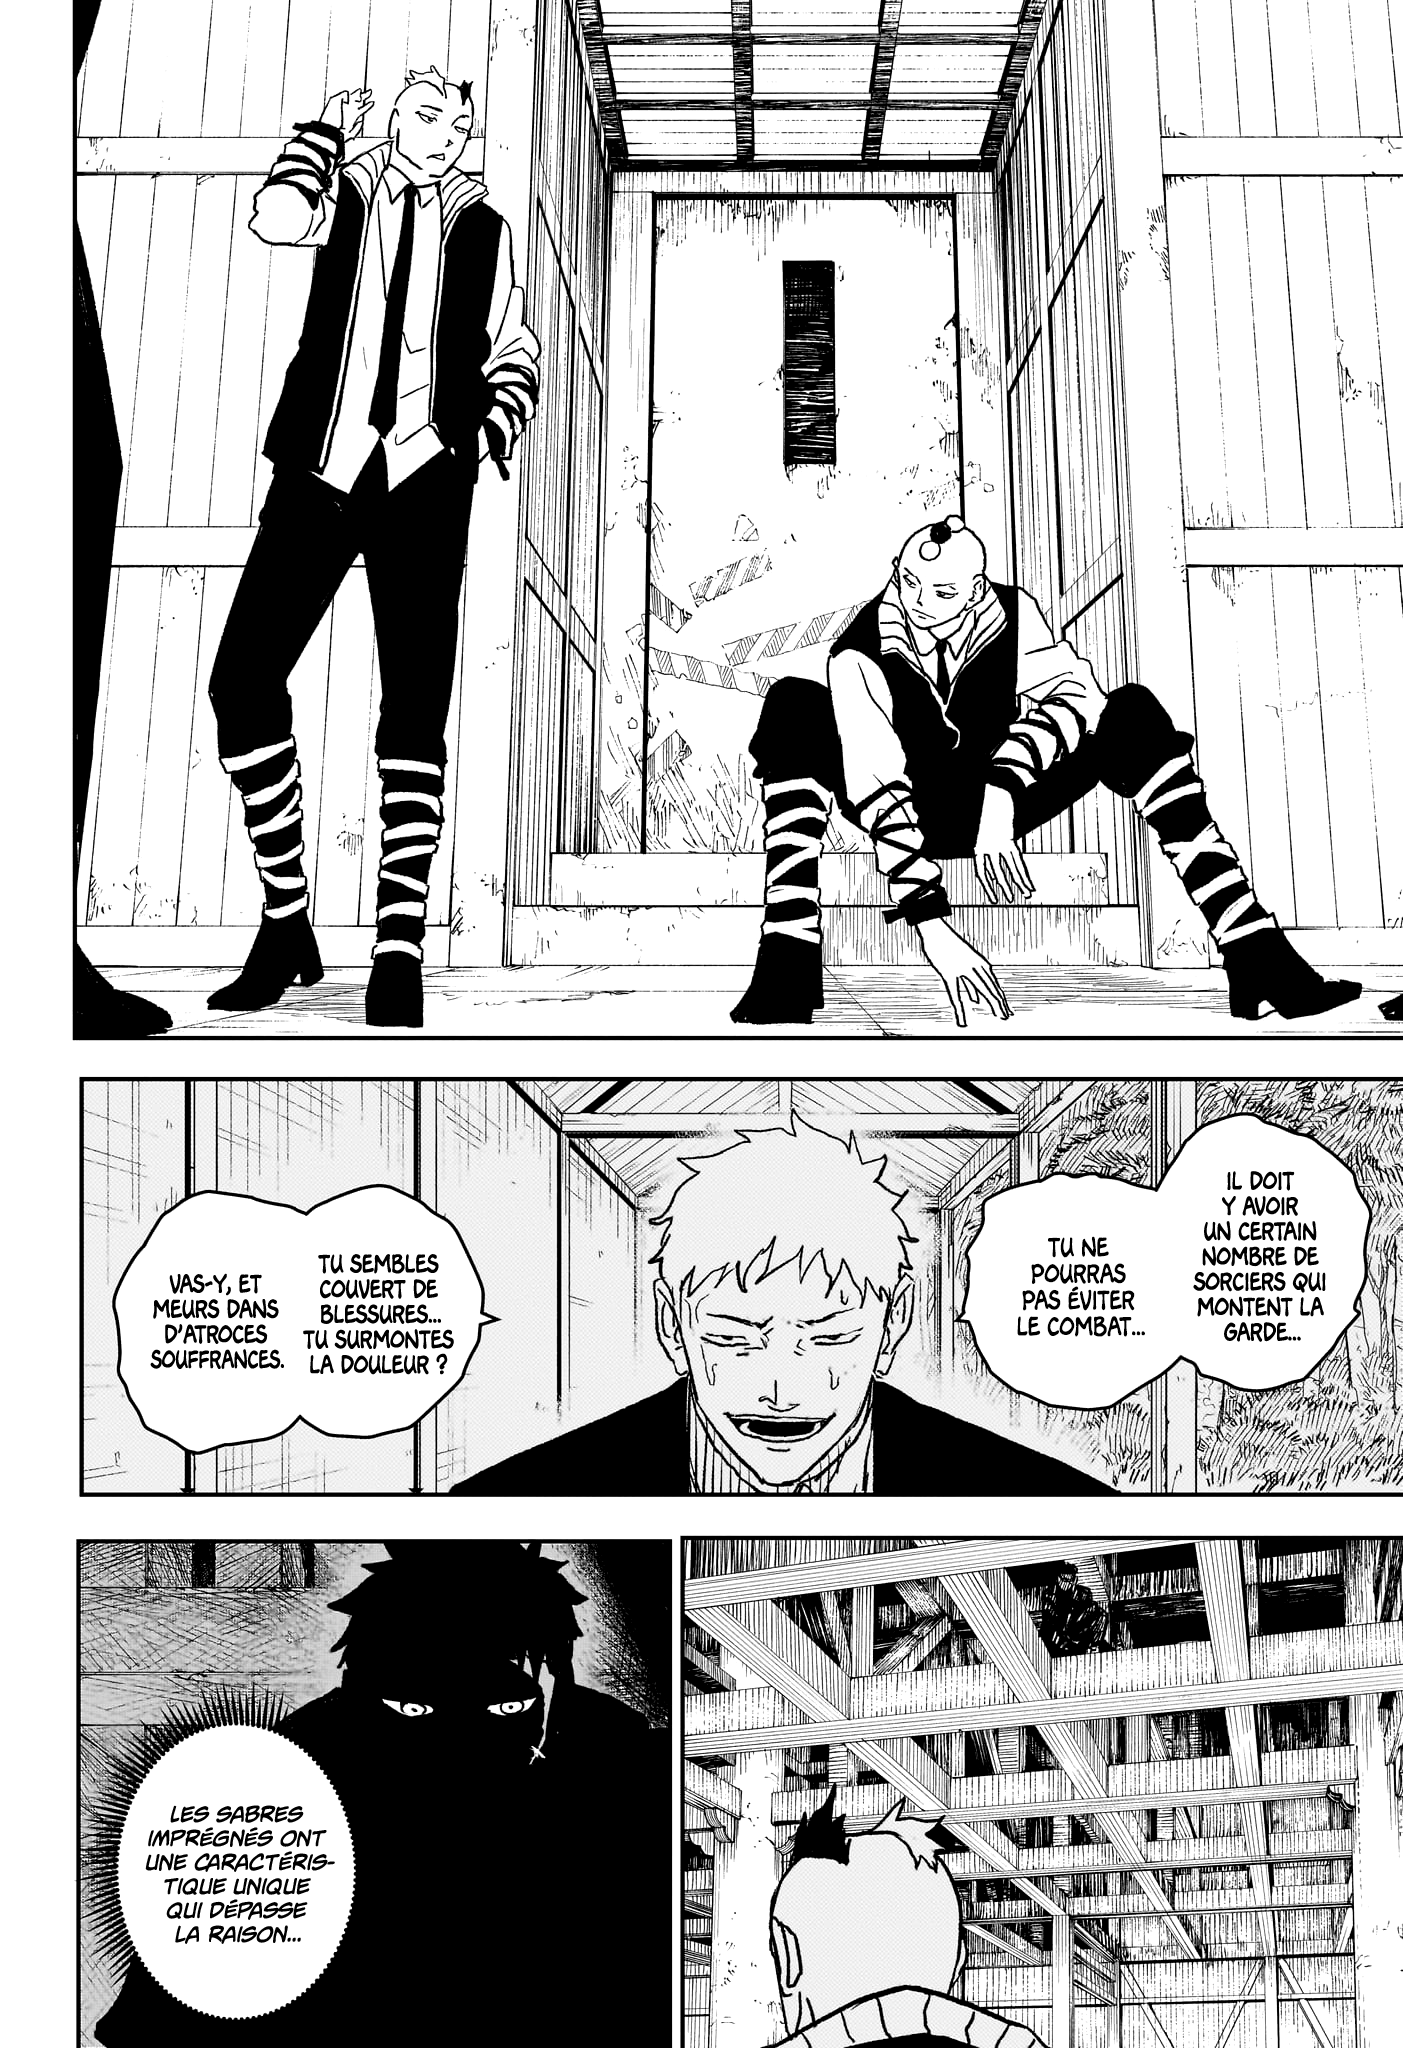 IL DOIT
Y AVOIR
UN CERTAIN
NOMBRE DE
SORCIERS QUI
MONTENT LA
GARDE...
TU NE
POURRAS
PAS ÉVITER
LE COMBAT...
TU SEMBLES
COUVERT DE
BLESSURES...
TU SURMONTES
LA DOULEUR ?
VAS-Y, ET
MEURS DANS
D'ATROCES
SOUFFRANCES.
LES SABRES
IMPRÉGNÉS ONT
UNE CARACTÉRIS-
TIQUE UNIQUE
QUI DÉPASSE
LA RAISON...